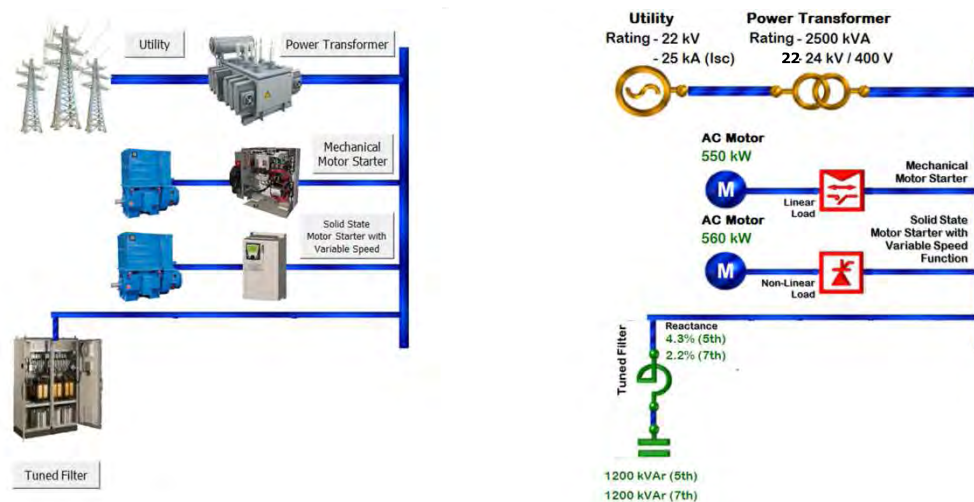 Utility
Power Transformer
Mechanical
Motor Starter
Solid State
Motor Starter with
Variable Speed
Tuned Filter
Utility
Rating - 22 kV
- 25 kA (Isc)
Power Transformer
Rating - 2500 kVA
22- 24 kV / 400 V
AC Motor
550 kW
M
Linear
Load
Mechanical
Motor Starter
AC Motor
560 kW
M
Non-Linear
Load
Solid State
Motor Starter with
Variable Speed
Function
Tuned Filter
Reactance
4.3% (5th)
2.2% (7th)
1200 kVAr (5th)
1200 kVAr (7th)